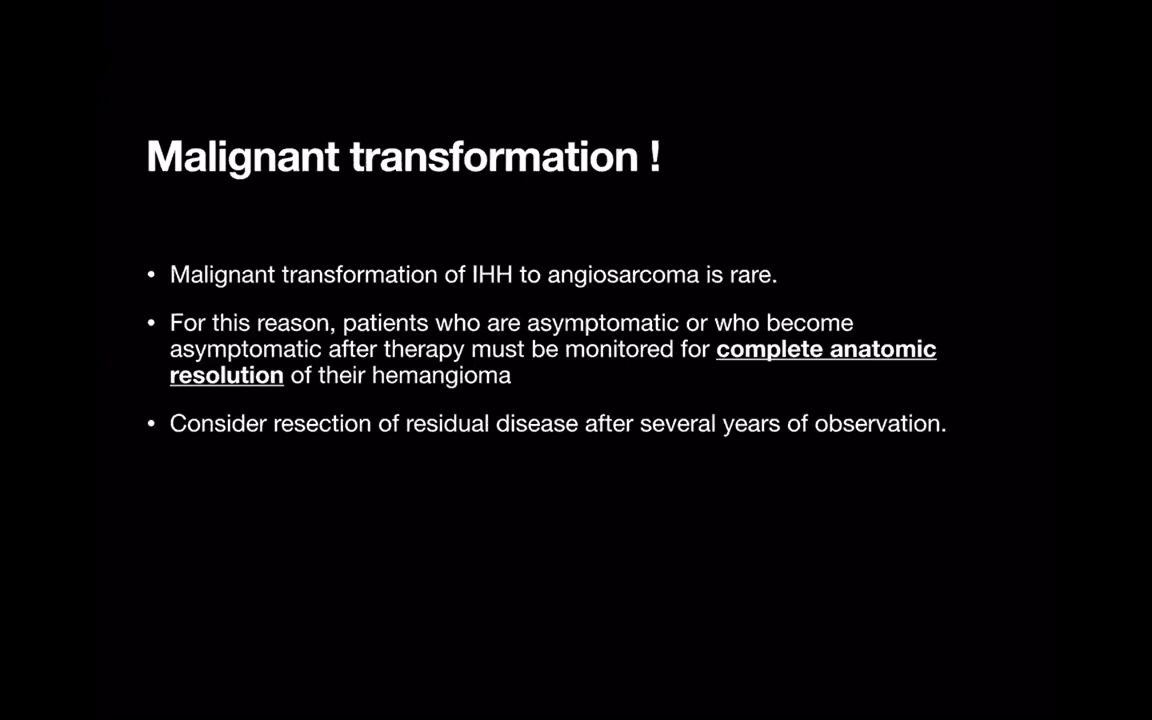 Malignant transformation !
• Malignant transformation of IHH to angiosarcoma is rare.
• For this reason, patients who are asymptomatic or who become
asymptomatic after therapy must be monitored for complete anatomic
resolution of their hemangioma
• Consider resection of residual disease after several years of observation.